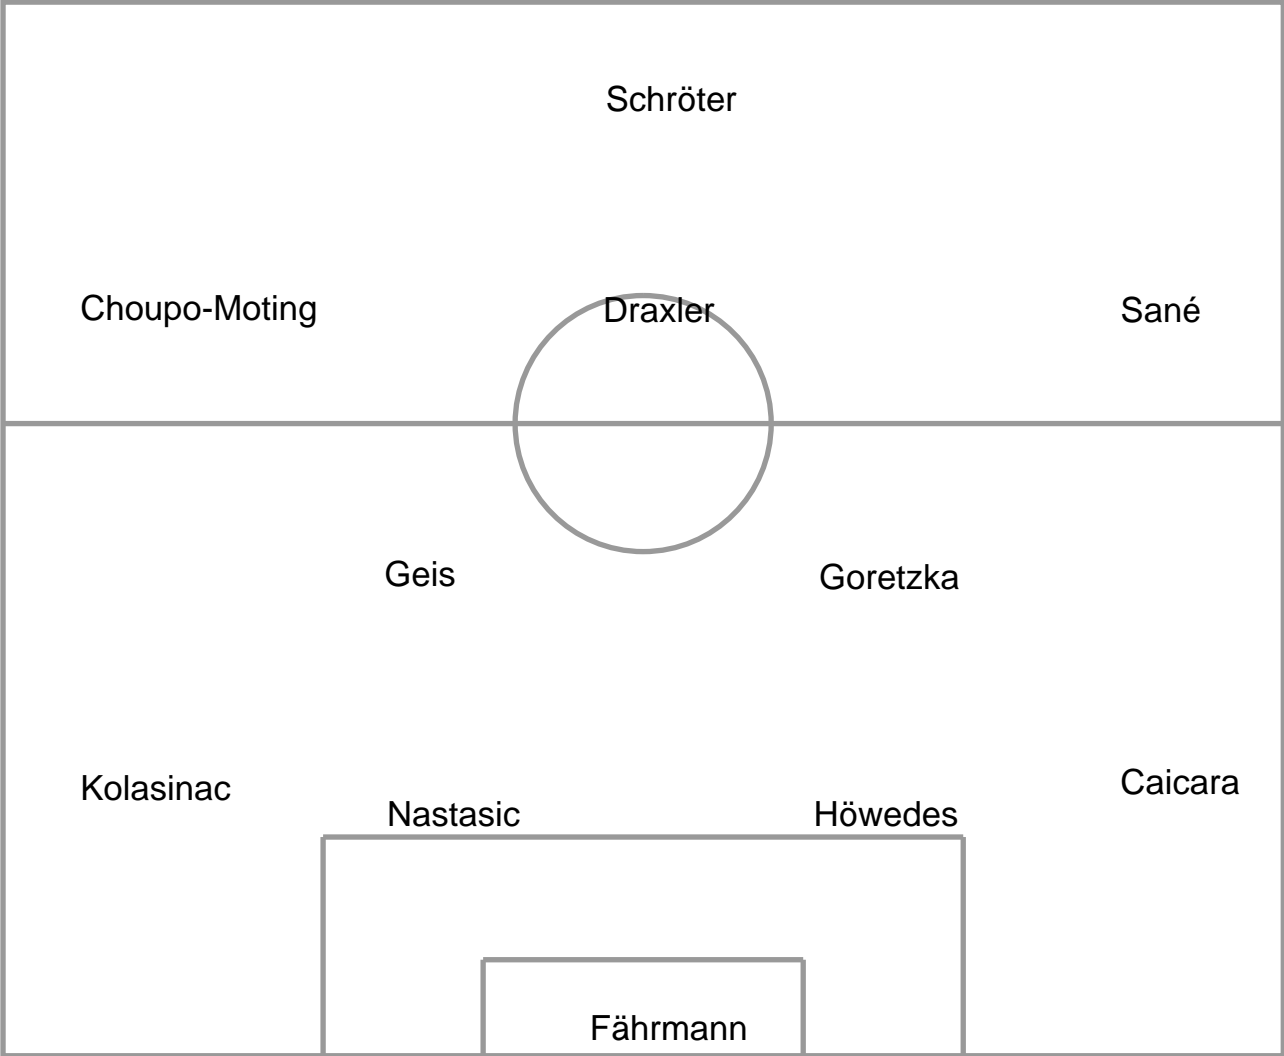 Schröter
Choupo-Moting Draxler Sané
Geis Goretzka
Kolasinac Caicara
Nastasic Höwedes
Fährmann